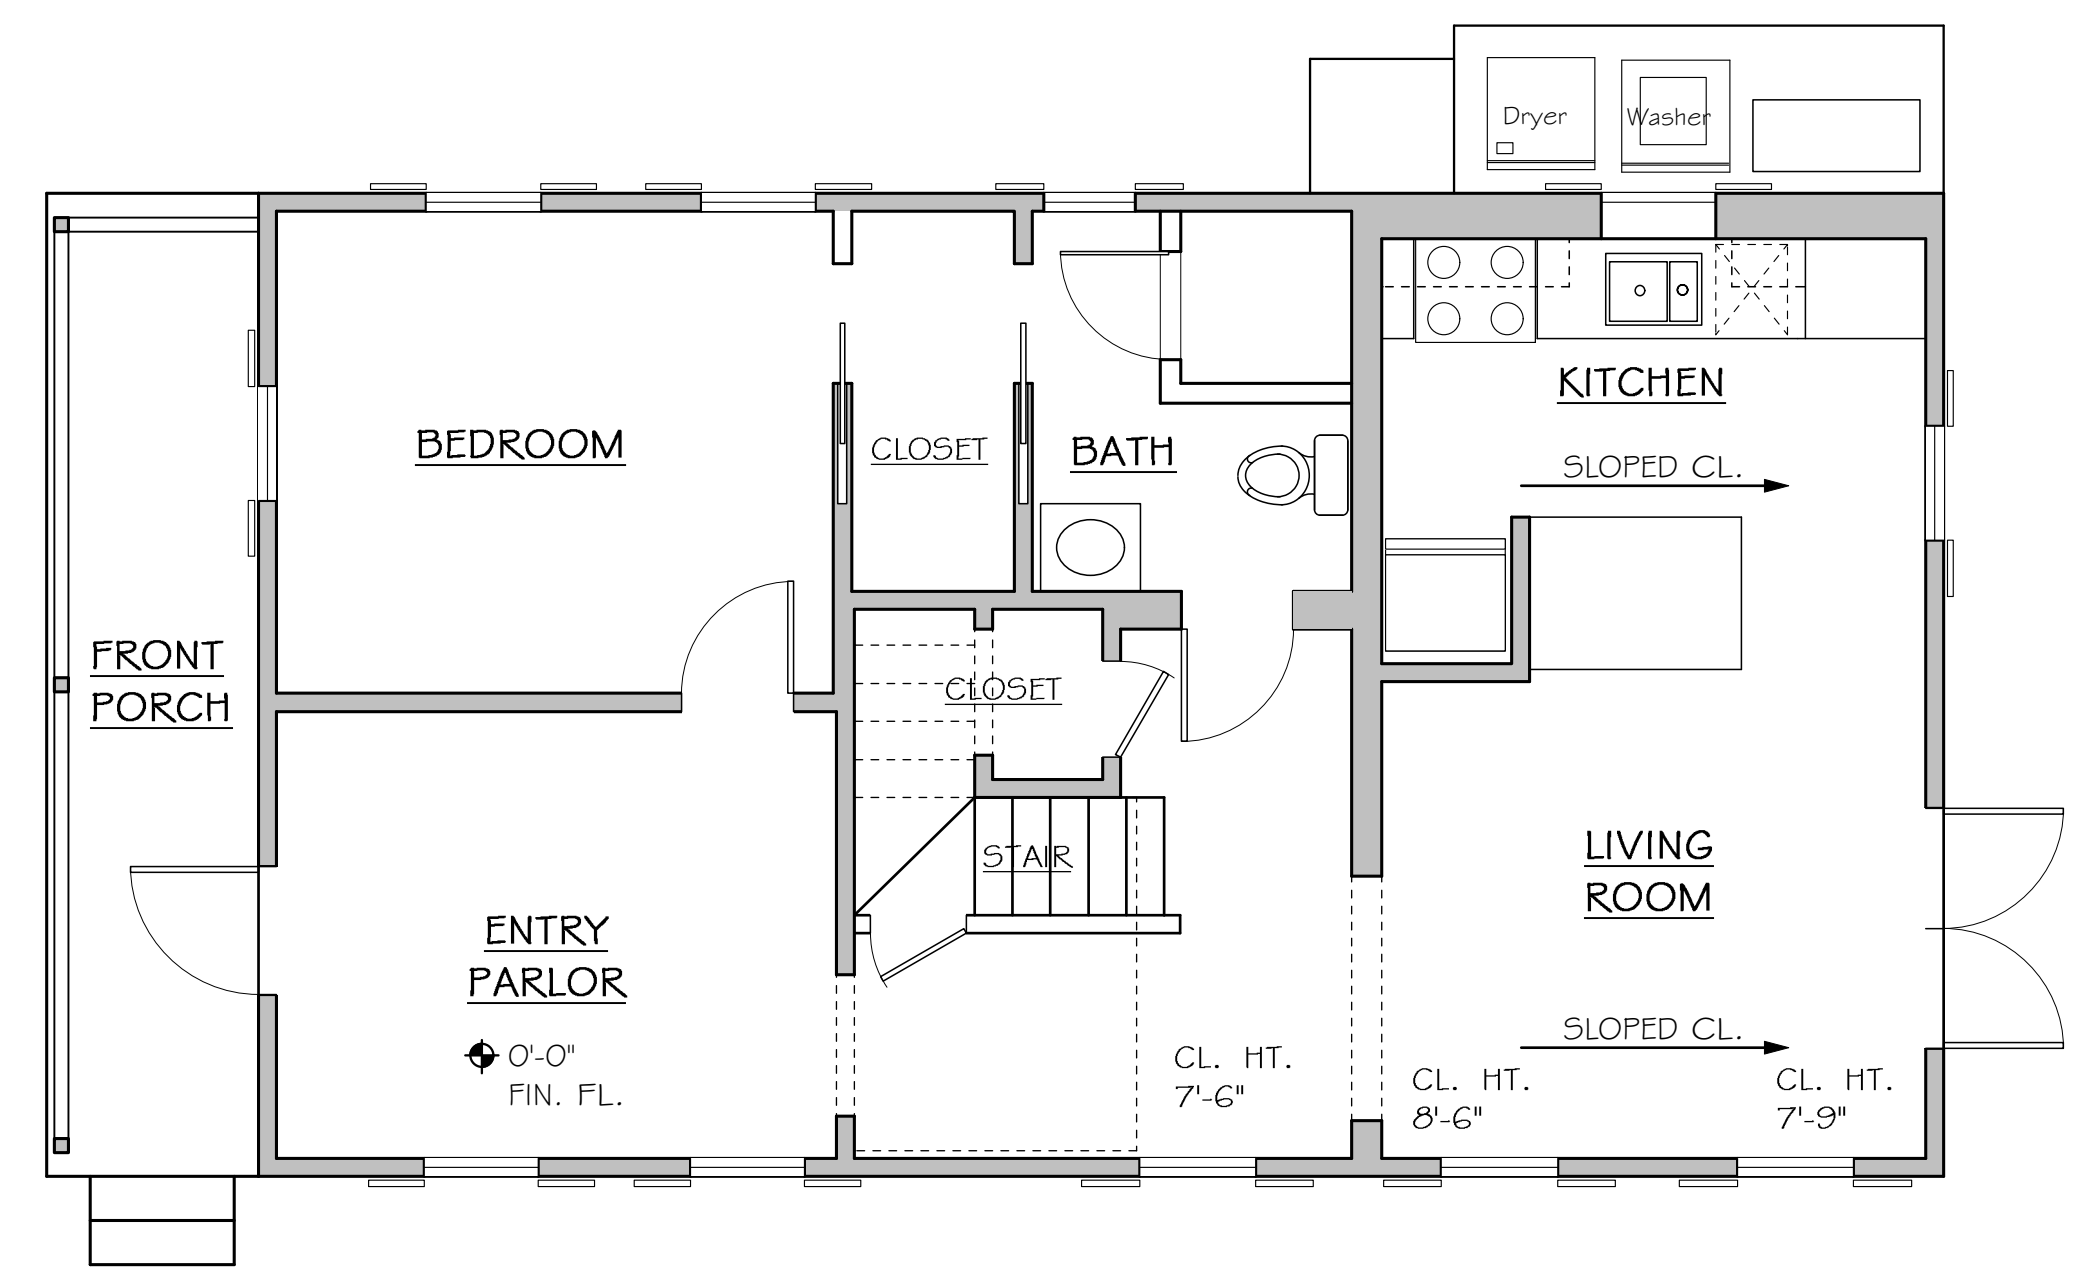 Dryer
Washer
KITCHEN
BEDROOM
CLOSET
BATH
SLOPED CL.
FRONT
PORCH
CLOSET
STAIR
LIVING
ROOM
ENTRY
PARLOR
0'-0"
FIN. FL.
SLOPED CL.
CL. HT.
7'-6"
CL. HT.
8'-6"
CL. HT.
7'-9"